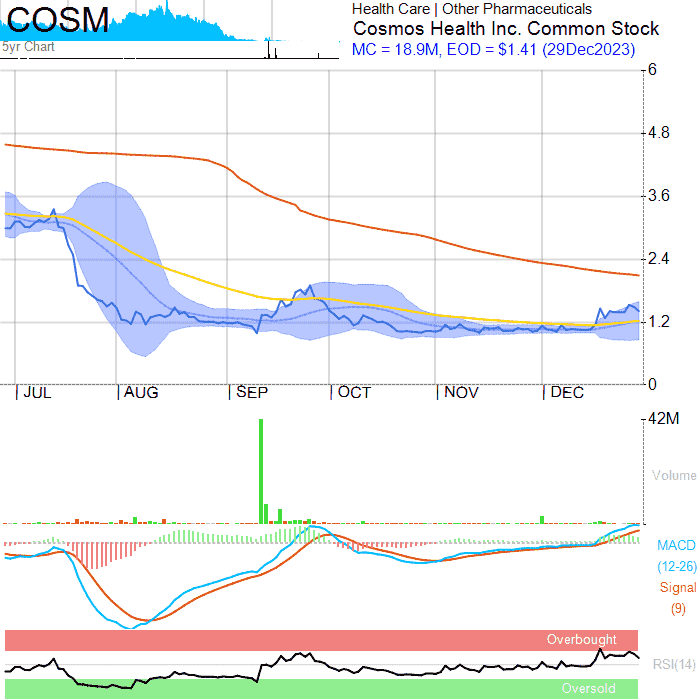 COSM
5yr Chart
Health Care | Other Pharmaceuticals
Cosmos Health Inc. Common Stock
MC = 18.9M, EOD = $1.41 (29Dec2023)
6
4.8
3.6
2.4
1.2
0
JUL AUG SEP OCT NOV DEC
42M
Volume
MACD
(12-26)
Signal
(9)
Overbought
RSI(14)
Oversold